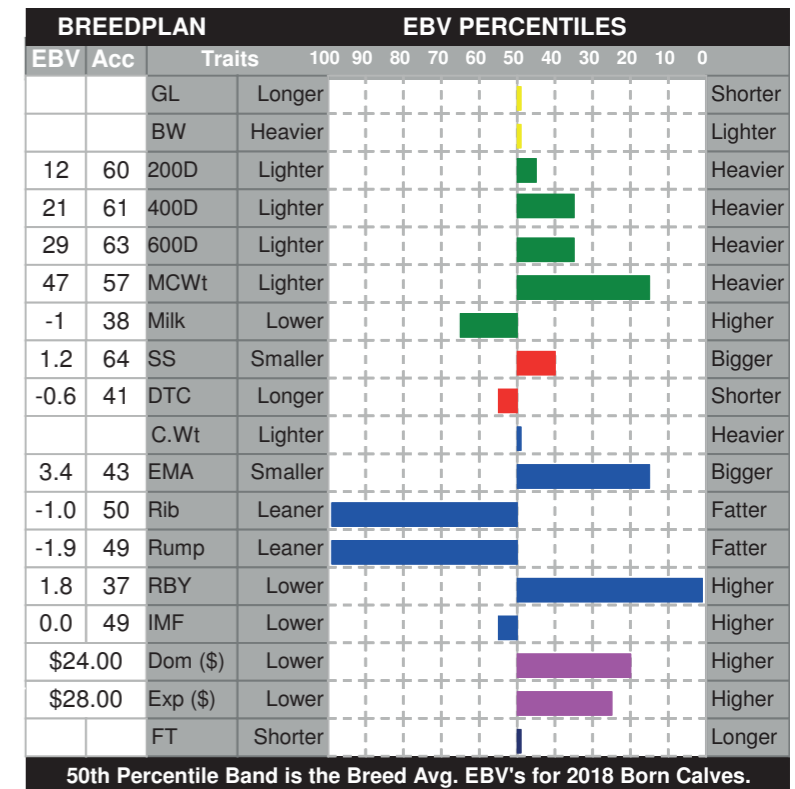 BREEDPLAN EBV PERCENTILES
EBV Acc Traits 100 90 80 70 60 50 40 30 20 10 0
GL Longer Shorter
BW Heavier Lighter
12 60 200D Lighter Heavier
21 61 400D Lighter Heavier
29 63 600D Lighter Heavier
47 57 MCWt Lighter Heavier
-1 38 Milk Lower Higher
1.2 64 SS Smaller Bigger
-0.6 41 DTC Longer Shorter
C.Wt Lighter Heavier
3.4 43 EMA Smaller Bigger
-1.0 50 Rib Leaner Fatter
-1.9 49 Rump Leaner Fatter
1.8 37 RBY Lower Higher
0.0 49 IMF Lower Higher
$24.00 Dom ($) Lower Higher
$28.00 Exp ($) Lower Higher
FT Shorter Longer
50th Percentile Band is the Breed Avg. EBV's for 2018 Born Calves.